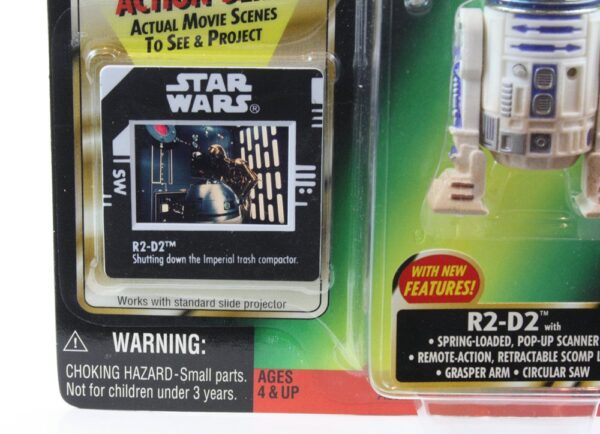 ACTUAL MOVIE SCENES
TO SEE & PROJECT
STAR
WARS®
SW
R2-D2™
Shutting down the Imperial trash compactor.
Works with standard slide projector
WARNING:
CHOKING HAZARD-Small parts.
Not for children under 3 years.
AGES
4 & UP
WITH NEW
FEATURES!
R2-D2™ with
• SPRING-LOADED, POP-UP SCANNER
• REMOTE-ACTION, RETRACTABLE SCOMP L
• GRASPER ARM • CIRCULAR SAW